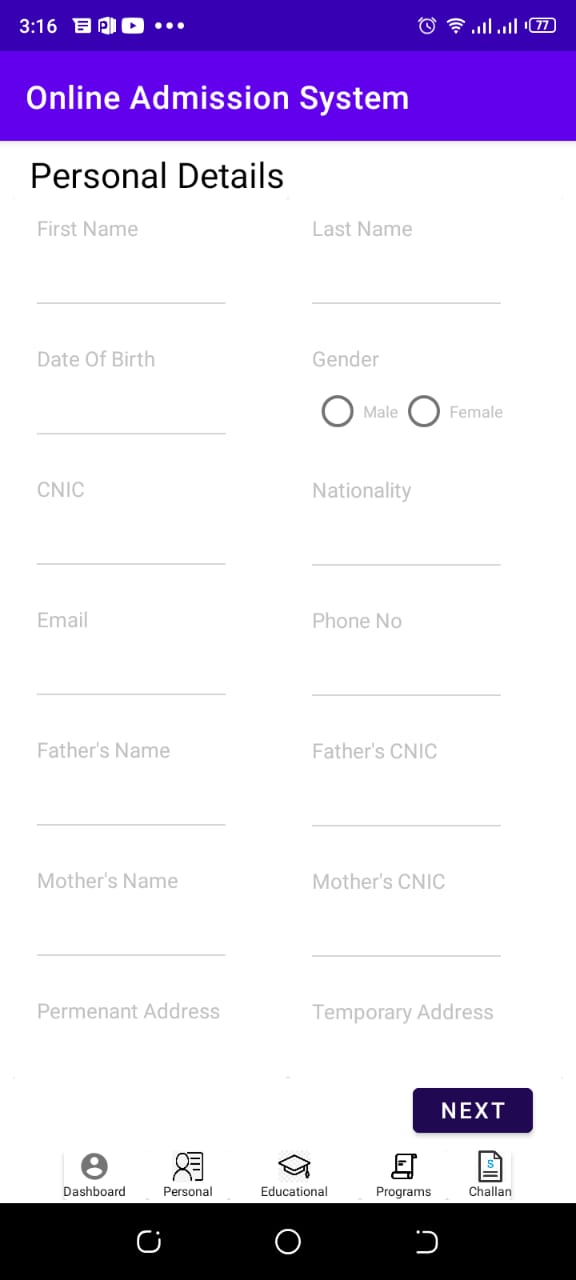 3:16 77
Online Admission System
Personal Details
First Name Last Name
Date Of Birth Gender
Male Female
CNIC Nationality
Email Phone No
Father's Name Father's CNIC
Mother's Name Mother's CNIC
Permenant Address Temporary Address
NEXT
S
Dashboard Personal Educational Programs Challan